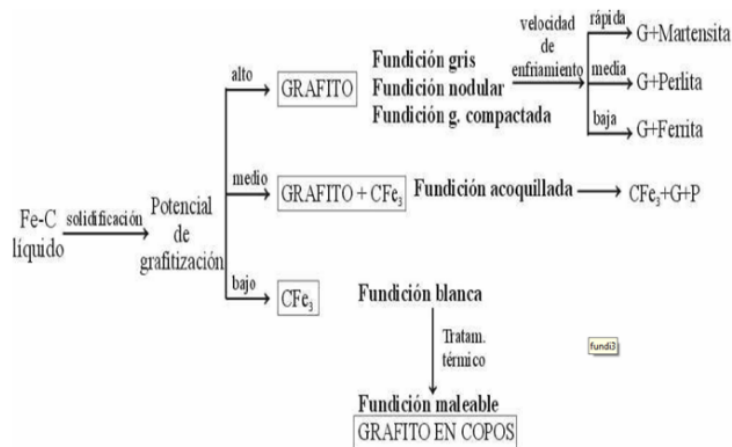 Fe-C
líquido
solidificación
Potencial
de
grafitización
alto
GRAFITO
Fundición gris
Fundición nodular
Fundición g. compactada
velocidad
de
enfriamiento
rápida
G+Martensita
media
G+Perlita
baja
G+Ferrita
medio
GRAFITO + CFe₃
Fundición acoquillada
CFe₃+G+P
bajo
CFe₃
Fundición blanca
Tratam.
térmico
Fundición maleable
GRAFITO EN COPOS
fundi3